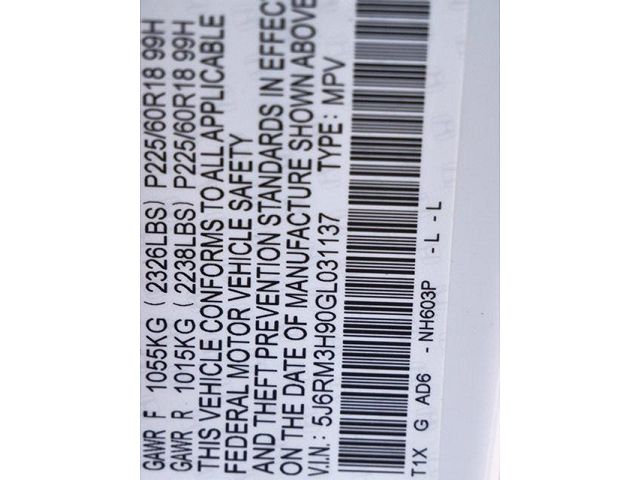 GAWR F 1055KG ( 2326LBS) P225/60R18 99H
GAWR R 1015KG ( 2238LBS) P225/60R18 99H
THIS VEHICLE CONFORMS TO ALL APPLICABLE
FEDERAL MOTOR VEHICLE SAFETY
AND THEFT PREVENTION STANDARDS IN EFFECT
ON THE DATE OF MANUFACTURE SHOWN ABOVE
V.I.N.: 5J6RM3H90GL031137 TYPE: MPV
T1X G AD6 - NH603P - L - L